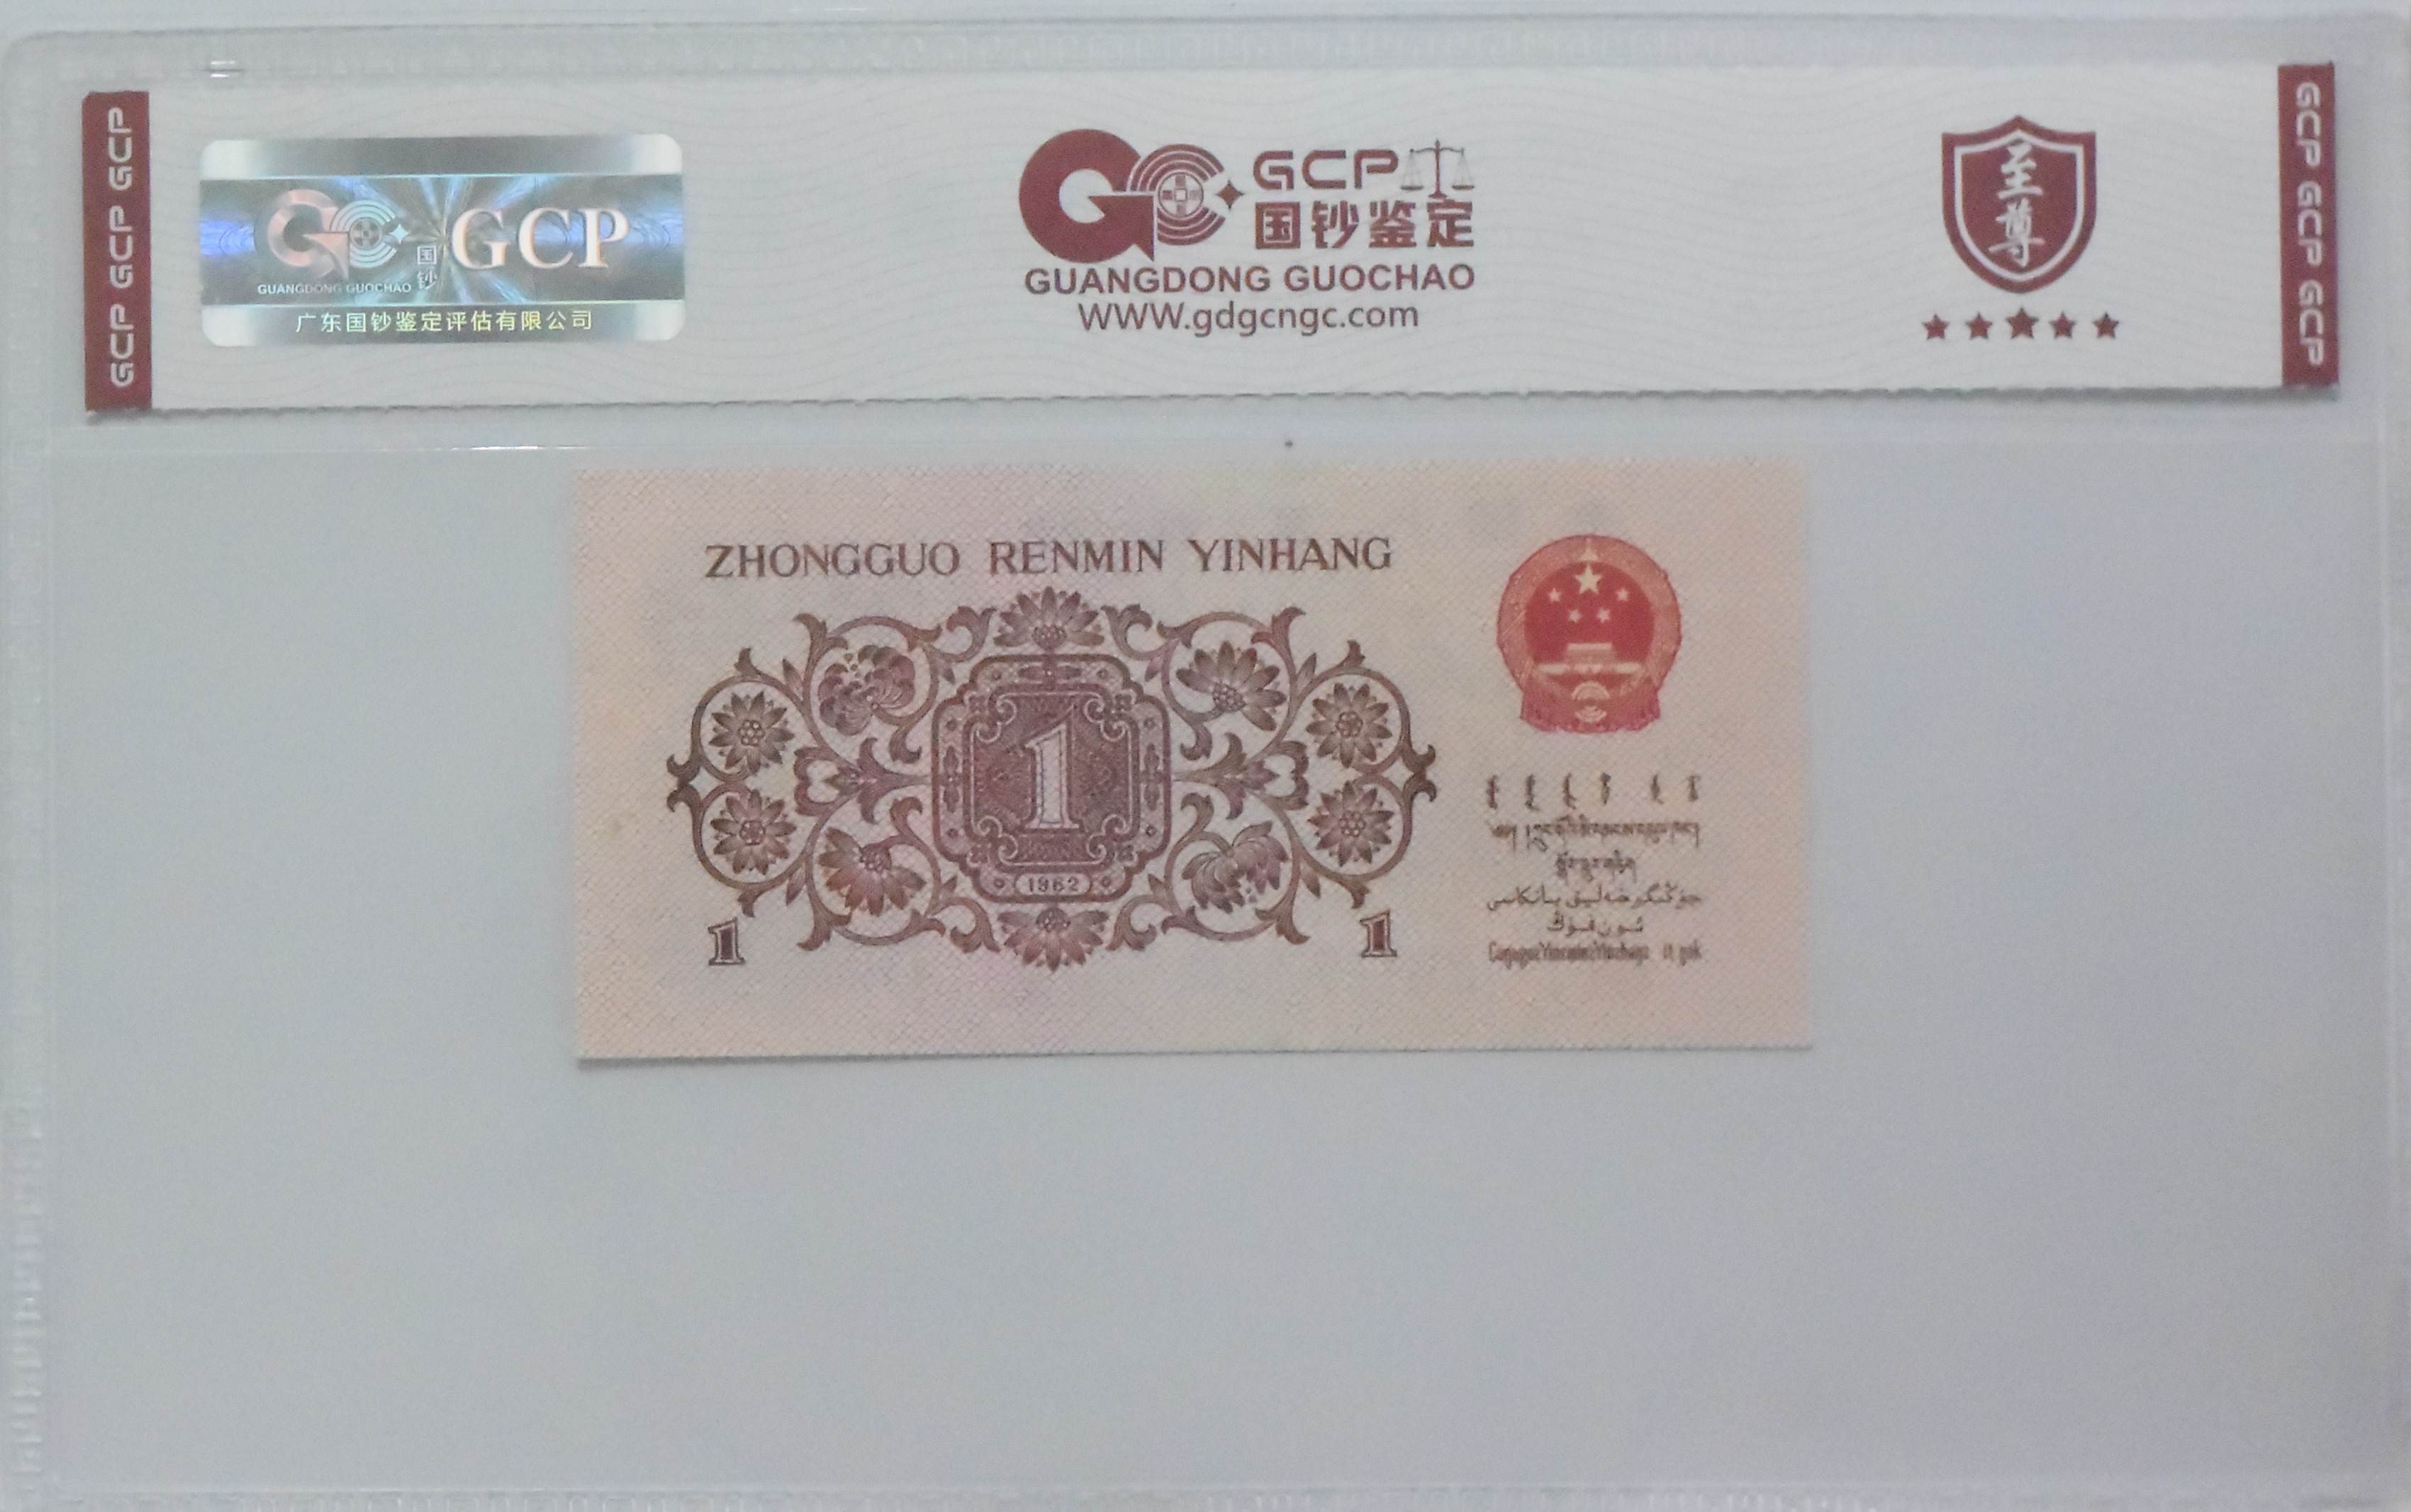 GCP GCP GCP
GCP
国钞
GUANGDONG GUOCHAO
广东国钞鉴定评估有限公司
GCP
国钞鉴定
GUANGDONG GUOCHAO
WWW.gdgcngc.com
至尊
GCP GCP GCP
ZHONGGUO RENMIN YINHANG
1
1962
1
1